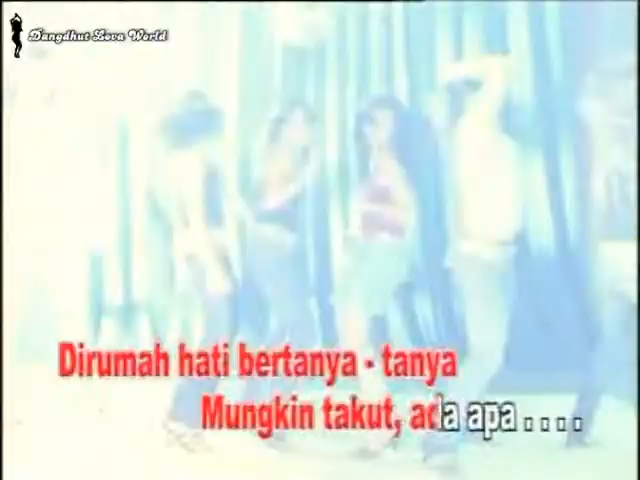 Dangdhut Lova World
Dirumah hati bertanya - tanya
Mungkin takut, ada apa . . . .